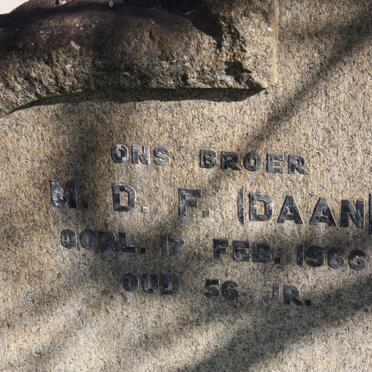 ONS BROER
M. D. F. (DAAN)
OORL. 17 FEB. 1966
OUD 56 JR.